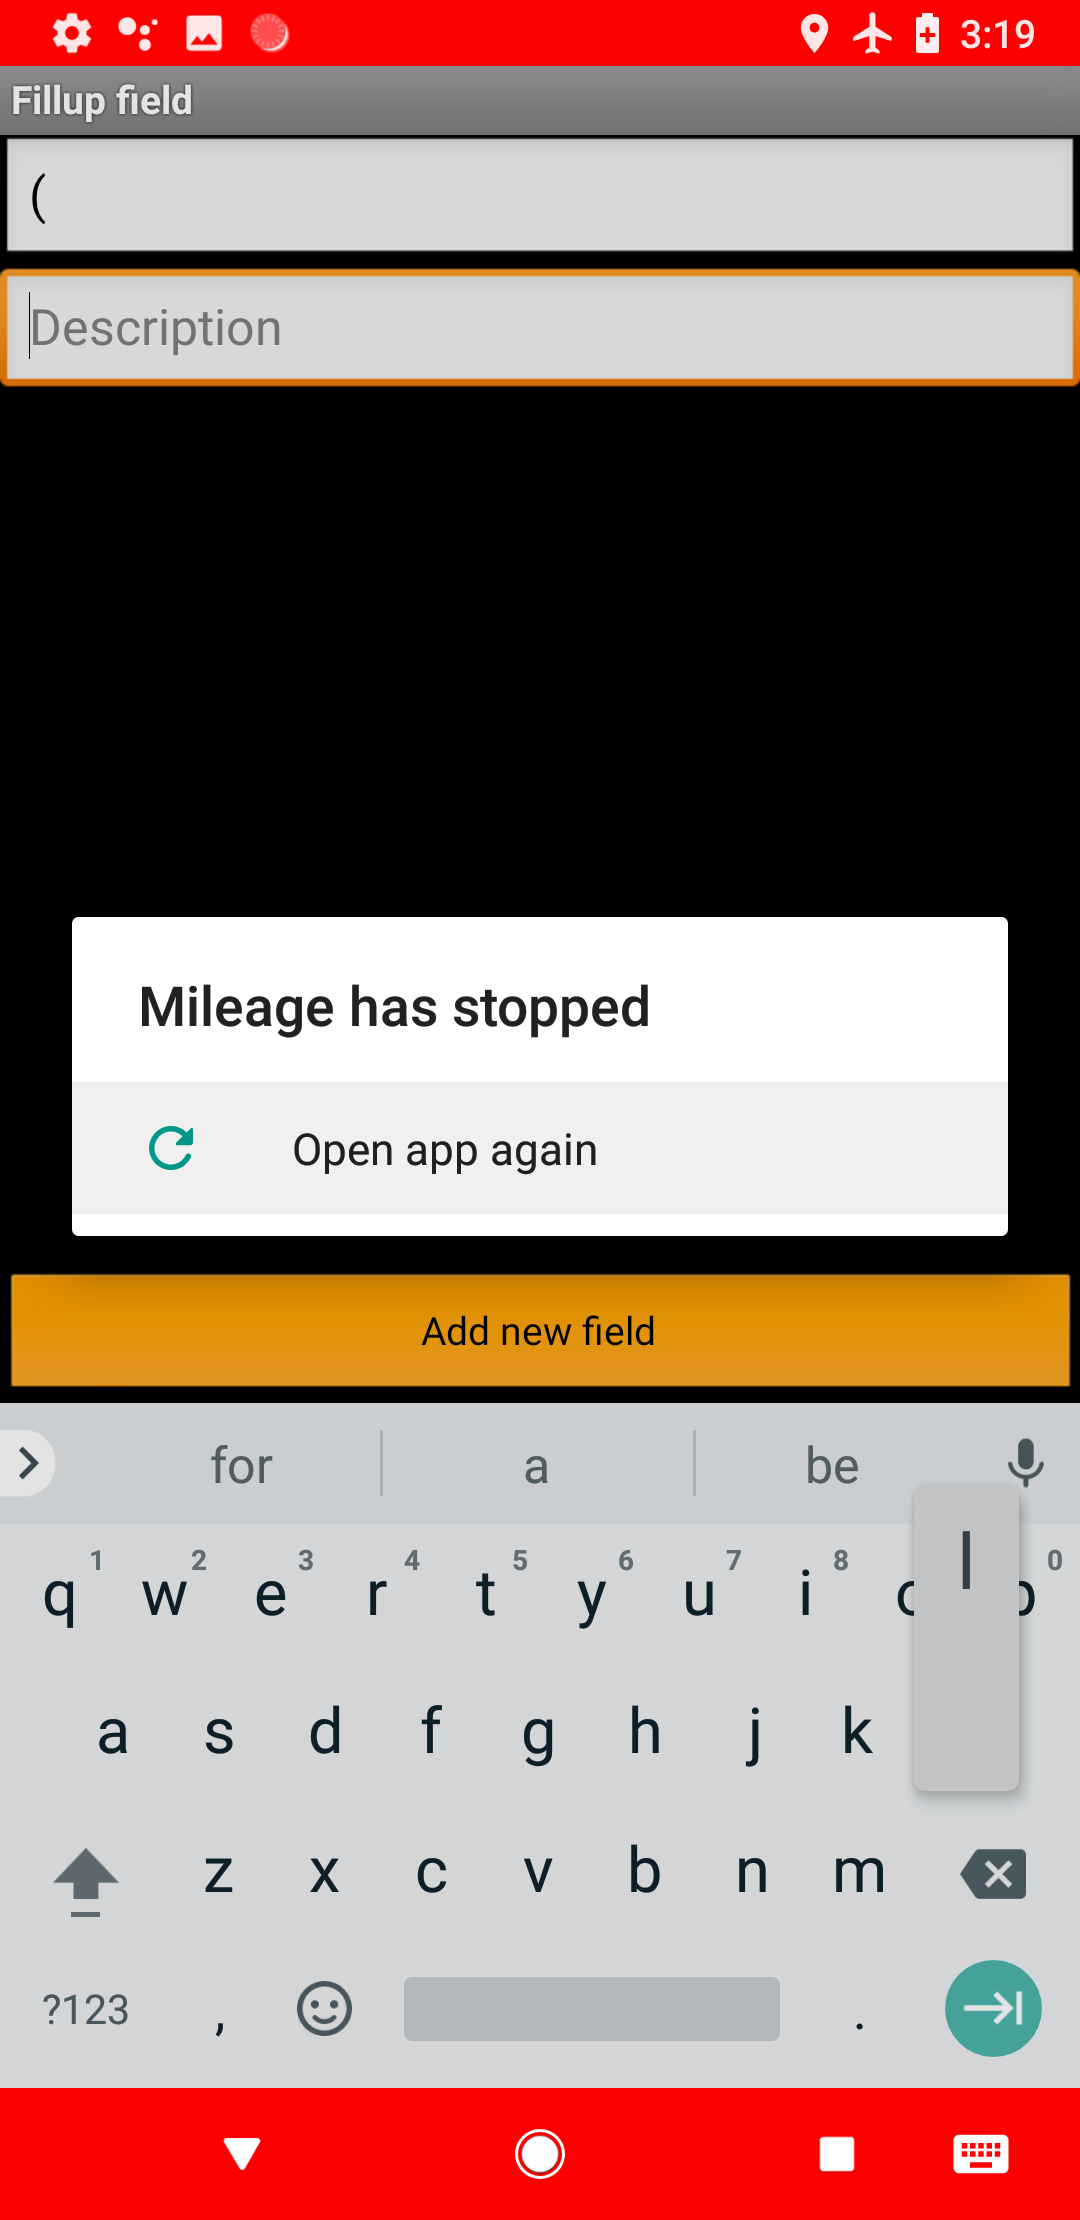 3:19
Fillup field
(
Description
Mileage has stopped
Open app again
Add new field
for a be
1 2 3 4 5 6 7 8 0
q w e r t y u i o p
l
a s d f g h j k
z x c v b n m
?123 , .